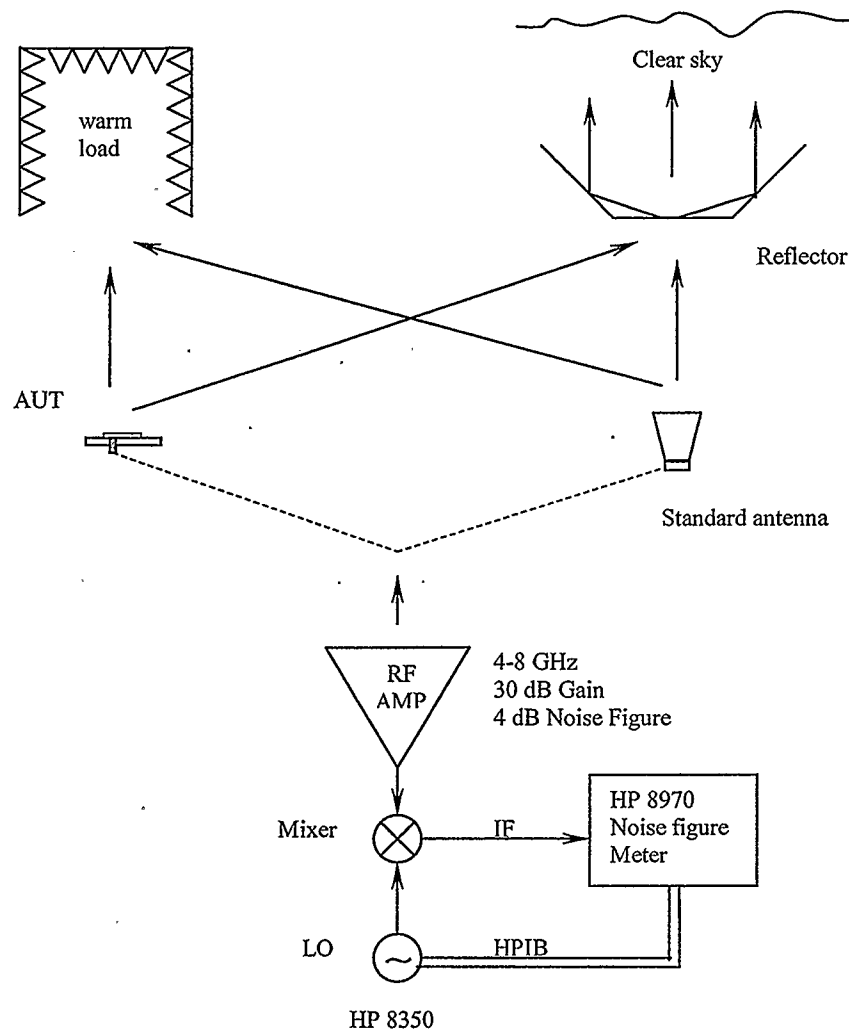 Clear sky
warm
load
Reflector
AUT
Standard antenna
RF
AMP
4-8 GHz
30 dB Gain
4 dB Noise Figure
Mixer
IF
HP 8970
Noise figure
Meter
LO
HPIB
HP 8350